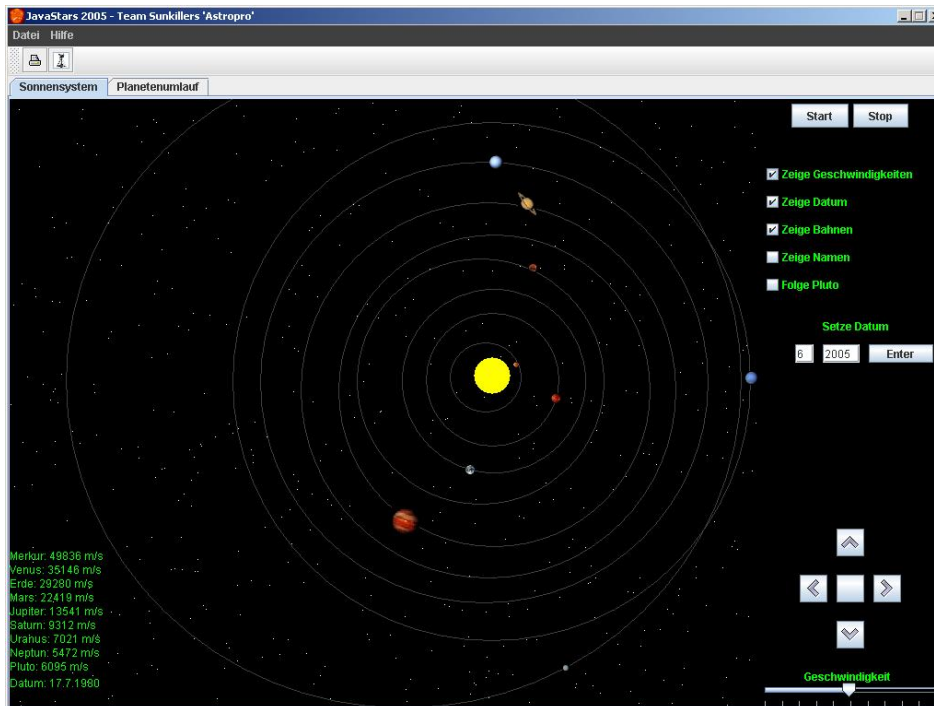 JavaStars 2005 - Team Sunkillers 'Astropro'
Datei Hilfe
Sonnensystem Planetenumlauf
Start Stop
Zeige Geschwindigkeiten
Zeige Datum
Zeige Bahnen
Zeige Namen
Folge Pluto
Setze Datum
6 2005 Enter
Merkur: 49836 m/s
Venus: 35146 m/s
Erde: 29280 m/s
Mars: 22419 m/s
Jupiter: 13541 m/s
Saturn: 9312 m/s
Uranus: 7021 m/s
Neptun: 5472 m/s
Pluto: 6095 m/s
Datum: 17.7.1980
Geschwindigkeit